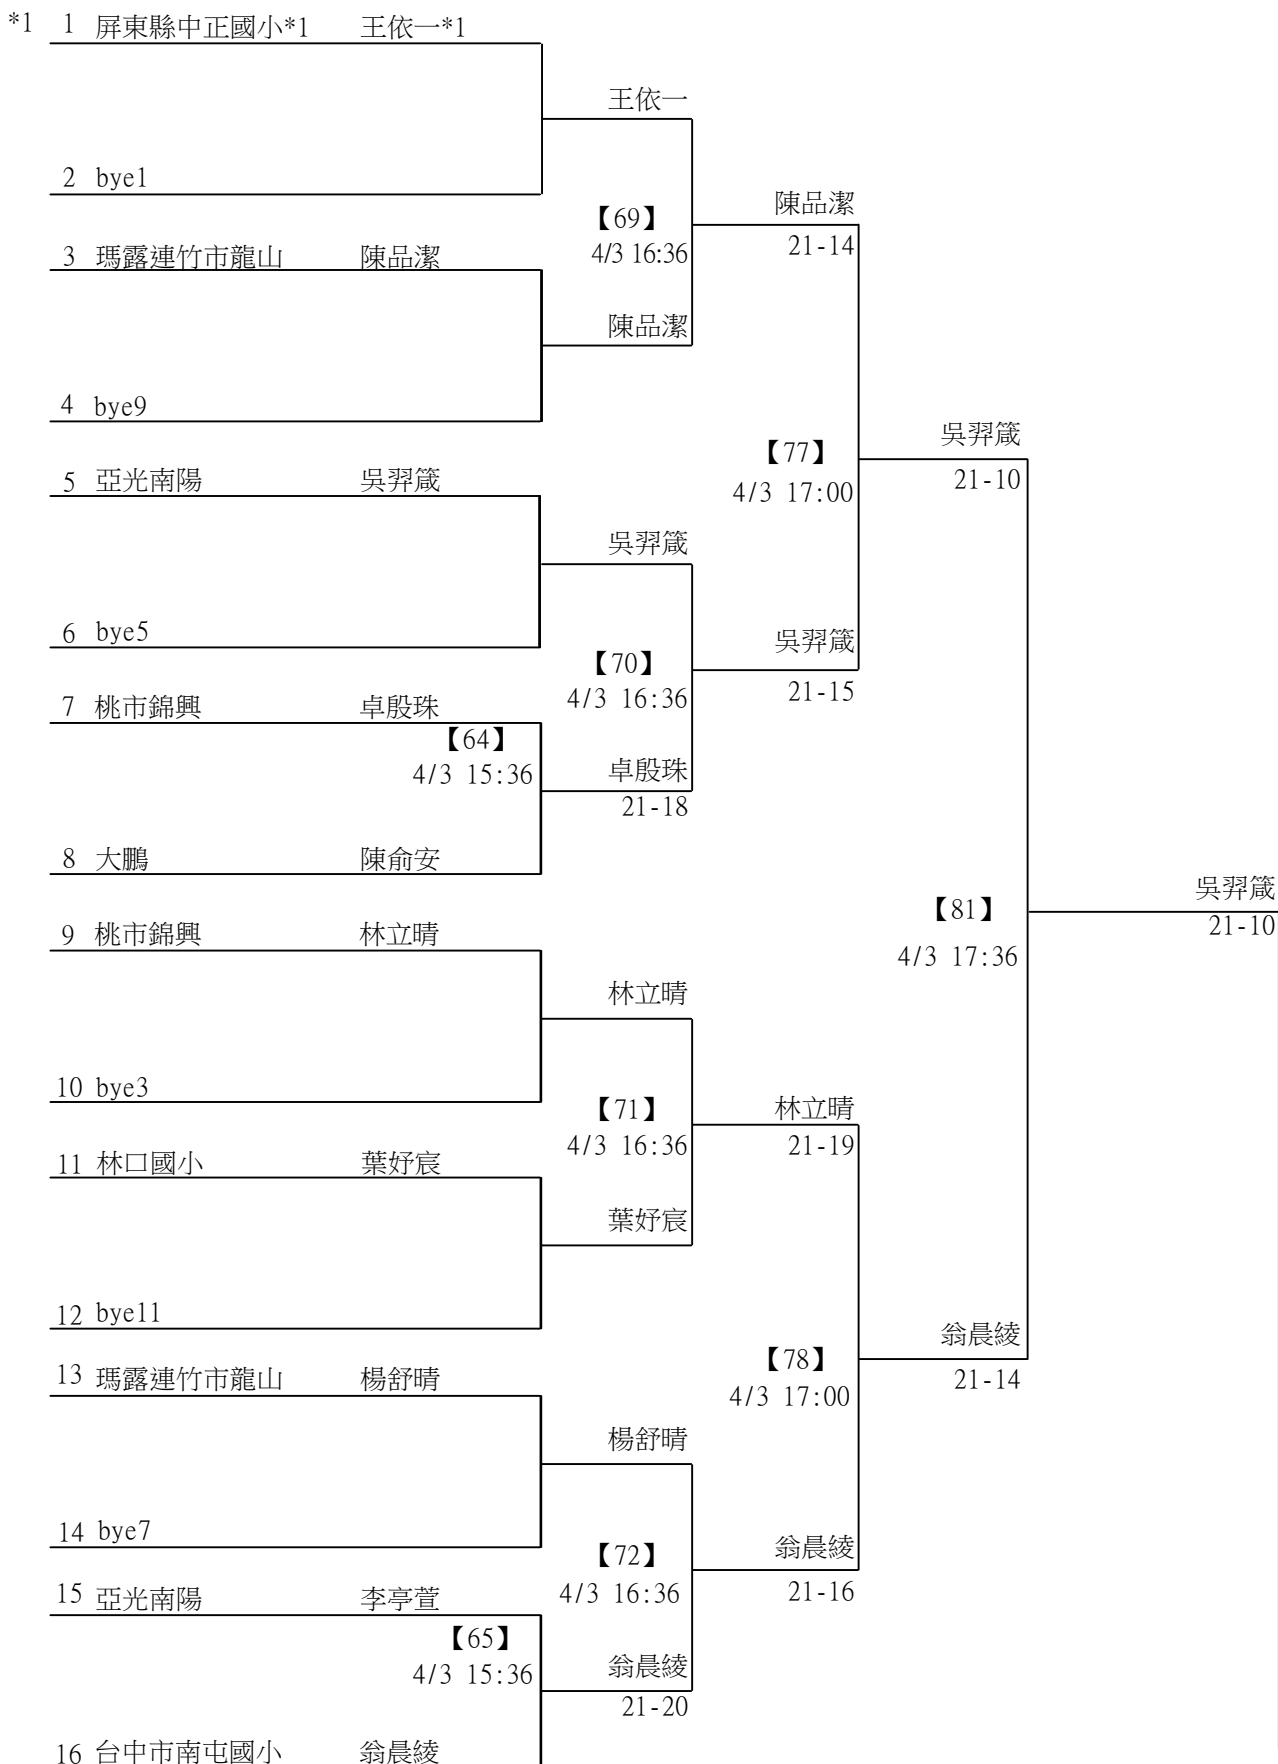 *1 1 屏東縣中正國小*1 王依一*1
王依一
2 bye1
陳品潔
【69】
21-14
4/3 16:36
3 瑪露連竹市龍山 陳品潔
陳品潔
4 bye9
吳羿箴
【77】
21-10
4/3 17:00
5 亞光南陽 吳羿箴
吳羿箴
6 bye5
吳羿箴
【70】
21-15
4/3 16:36
7 桃市錦興 卓殷珠
【64】
4/3 15:36
卓殷珠
21-18
8 大鵬 陳俞安
吳羿箴
【81】
21-10
4/3 17:36
9 桃市錦興 林立晴
林立晴
10 bye3
【71】
林立晴
4/3 16:36
21-19
11 林口國小 葉妤宸
葉妤宸
12 bye11
翁晨綾
【78】
21-14
4/3 17:00
13 瑪露連竹市龍山 楊舒晴
楊舒晴
14 bye7
【72】
翁晨綾
4/3 16:36
21-16
15 亞光南陽 李亭萱
【65】
4/3 15:36
翁晨綾
21-20
16 台中市南屯國小 翁晨綾